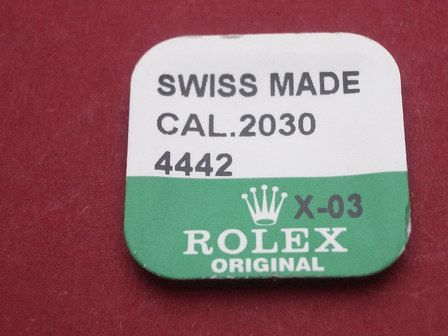 SWISS MADE
CAL.2030
4442
X-03
ROLEX
ORIGINAL